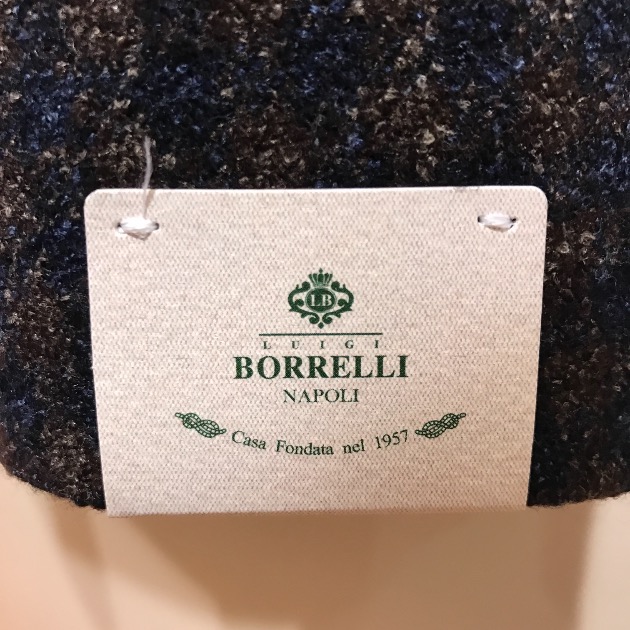 LB
LUIGI
BORRELLI
NAPOLI
Casa Fondata nel 1957